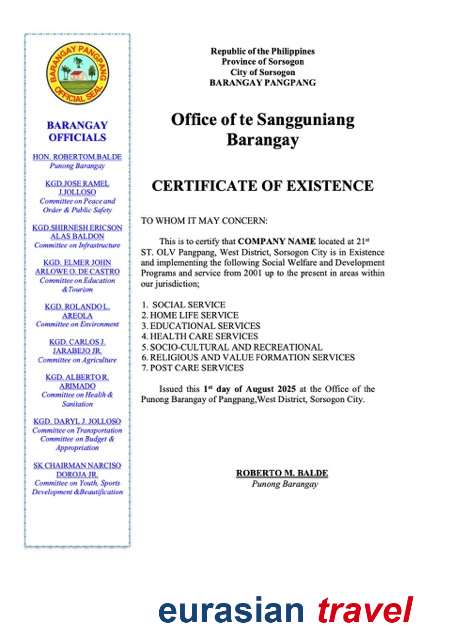 BARANGAY PANGPANG
OFFICIAL SEAL
BARANGAY
OFFICIALS
HON. ROBERTOM.BALDE
Punong Barangay
KGD.JOSE RAMEL
J.JOLLOSO
Committee on Peace and
Order & Public Safety
KGD.SHIRNESH ERICSON
ALAS BALDON
Committee on Infrastructure
KGD. ELMER JOHN
ARLOWE O. DE CASTRO
Committee on Education
&Tourism
KGD. ROLANDO L.
AREOLA
Committee on Environment
KGD. CARLOS J.
JARABEJO JR.
Committee on Agriculture
KGD. ALBERTO R.
ARIMADO
Committee on Health &
Sanitation
KGD. DARYL J. JOLLOSO
Committee on Transportation
Committee on Budget &
Appropriation
SK CHAIRMAN NARCISO
DOROJA JR.
Committee on Youth, Sports
Development &Beautification
Republic of the Philippines
Province of Sorsogon
City of Sorsogon
BARANGAY PANGPANG
Office of te Sangguniang
Barangay
CERTIFICATE OF EXISTENCE
TO WHOM IT MAY CONCERN:
This is to certify that COMPANY NAME located at 21st
ST. OLV Pangpang, West District, Sorsogon City is in Existence
and implementing the following Social Welfare and Development
Programs and service from 2001 up to the present in areas within
our jurisdiction;
1. SOCIAL SERVICE
2. HOME LIFE SERVICE
3. EDUCATIONAL SERVICES
4. HEALTH CARE SERVICES
5. SOCIO-CULTURAL AND RECREATIONAL
6. RELIGIOUS AND VALUE FORMATION SERVICES
7. POST CARE SERVICES
Issued this 1st day of August 2025 at the Office of the
Punong Barangay of Pangpang,West District, Sorsogon City.
ROBERTO M. BALDE
Punong Barangay
eurasian travel